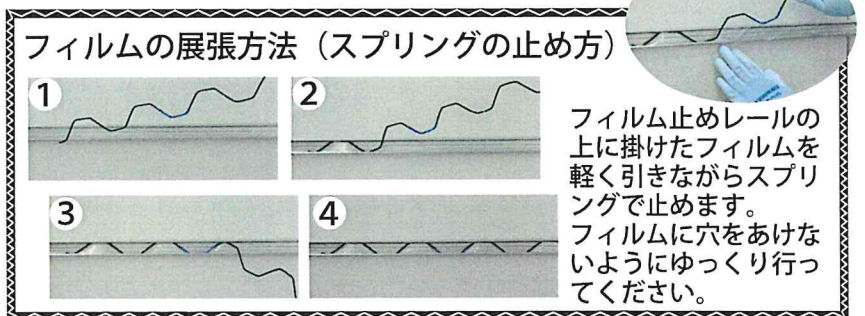 フィルムの展張方法（スプリングの止め方）
1
2
3
4
フィルム止めレールの
上に掛けたフィルムを
軽く引きながらスプリ
ングで止めます。
フィルムに穴をあけな
いようにゆっくり行っ
てください。